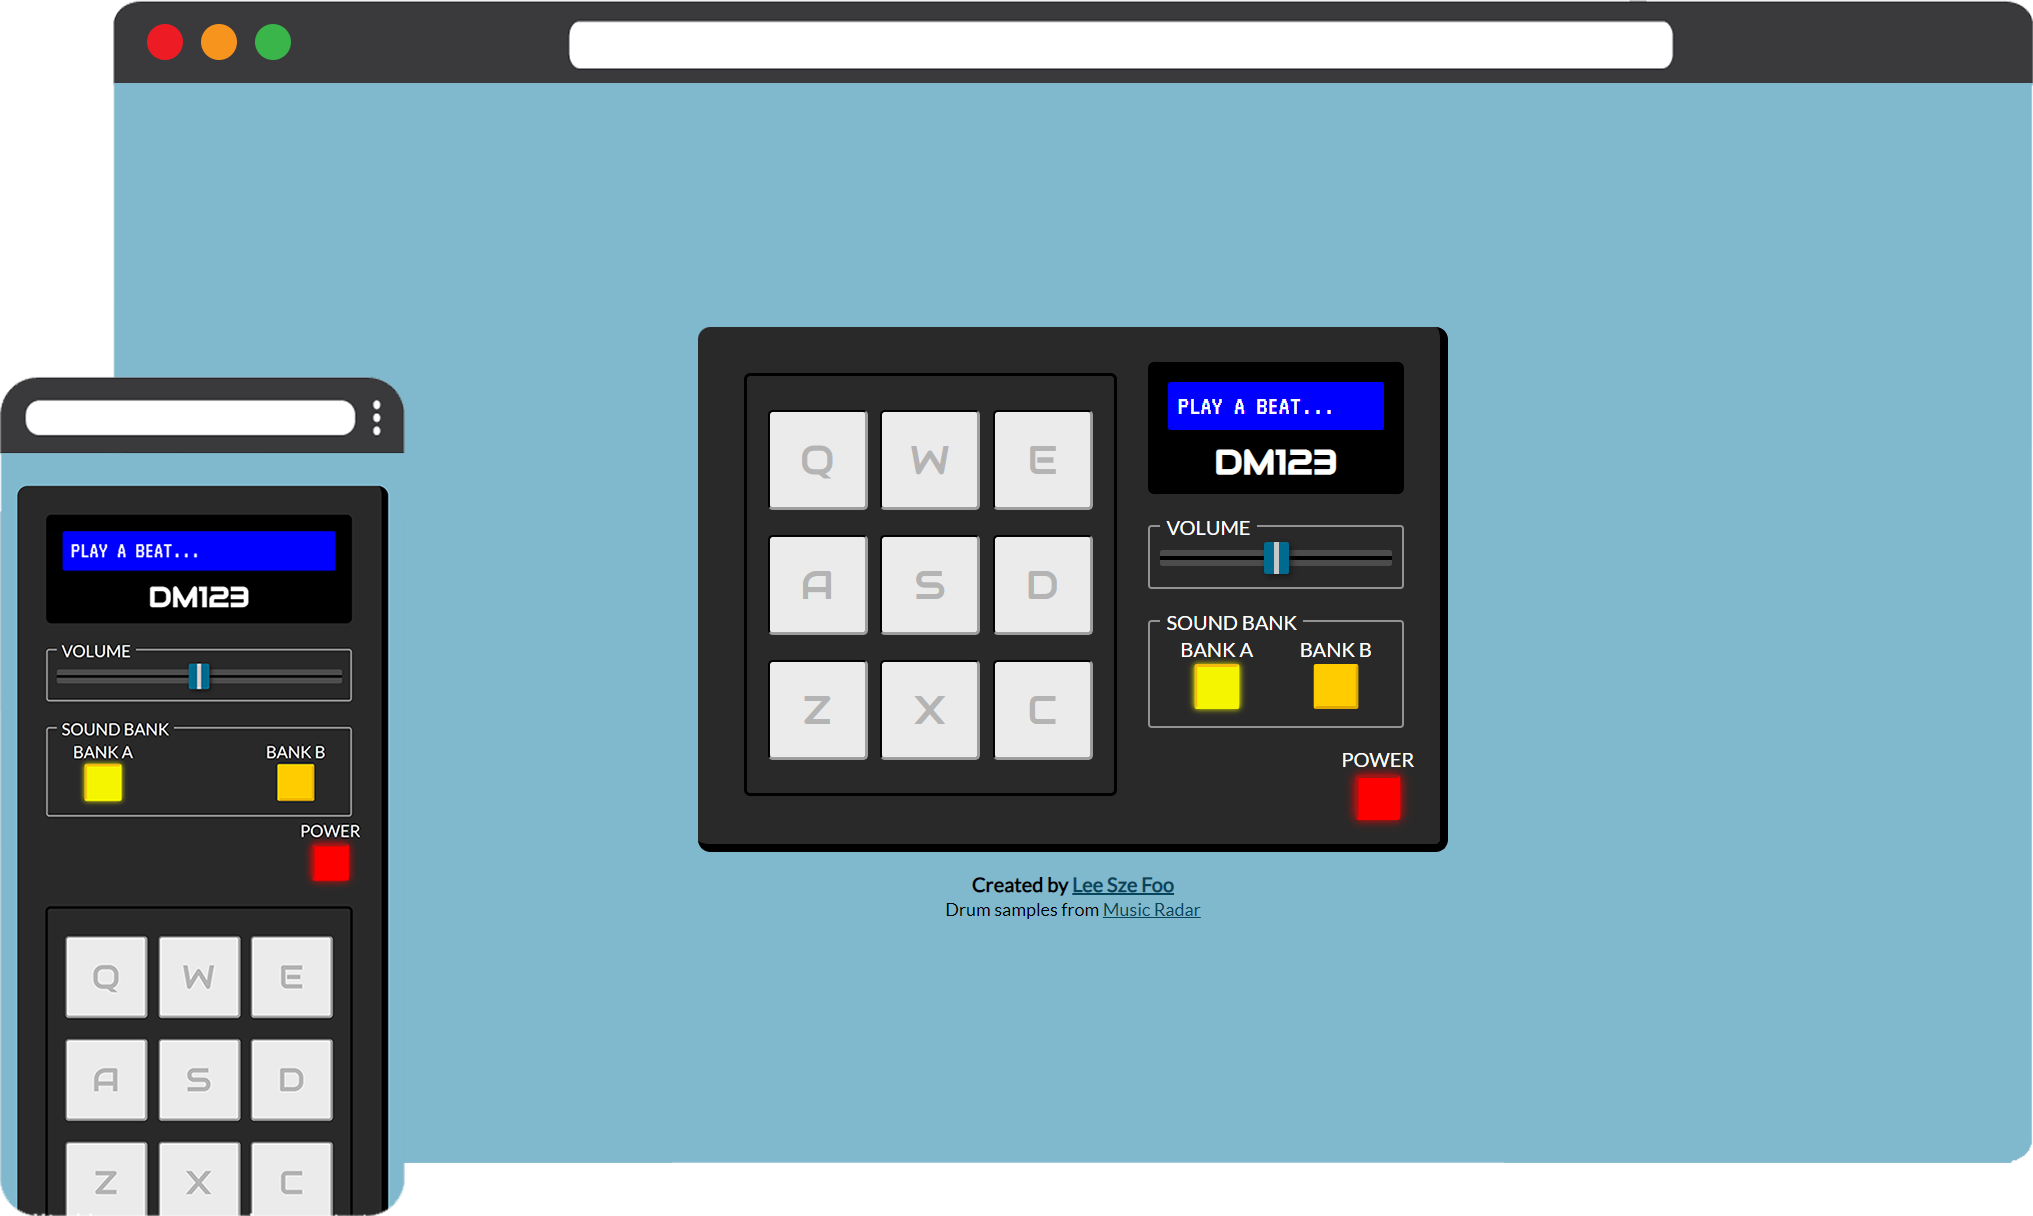 Q W E
A S D
Z X C
PLAY A BEAT...
DM123
VOLUME
SOUND BANK
BANK A BANK B
POWER
Created by Lee Sze Foo
Drum samples from Music Radar
PLAY A BEAT...
DM123
VOLUME
SOUND BANK
BANK A BANK B
POWER
Q W E
A S D
Z X C